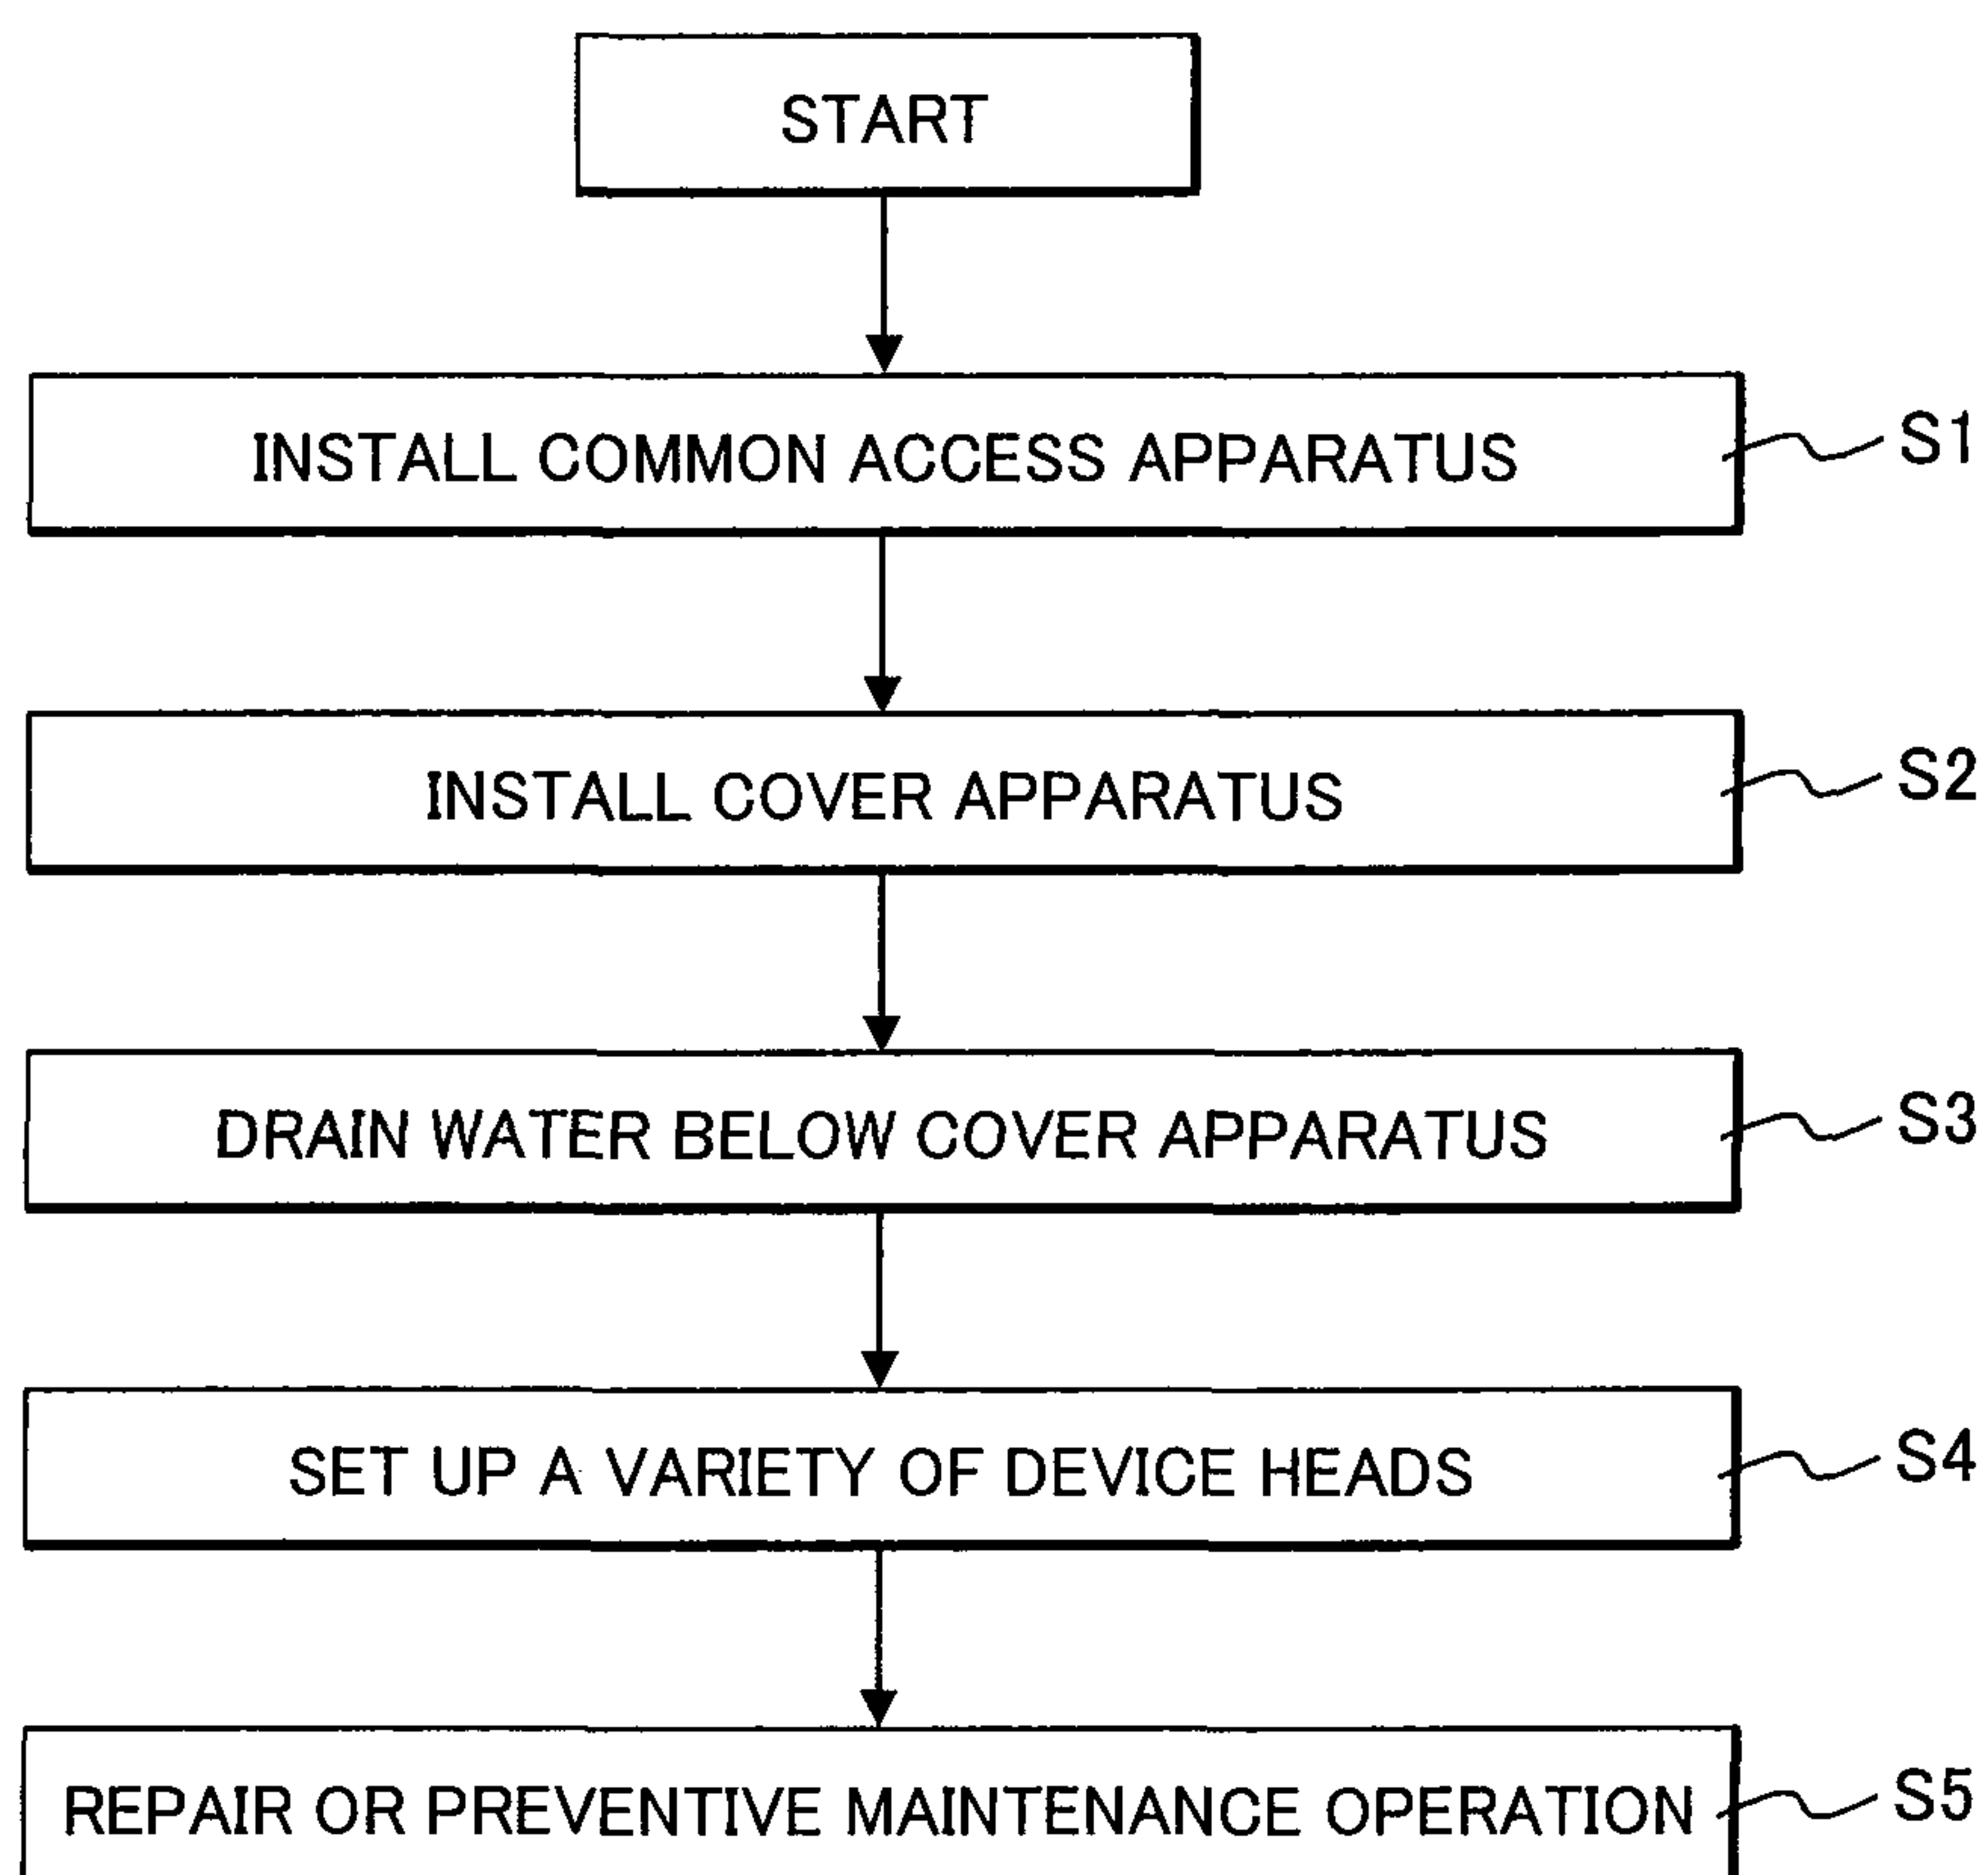 START
INSTALL COMMON ACCESS APPARATUS S1
INSTALL COVER APPARATUS S2
DRAIN WATER BELOW COVER APPARATUS S3
SET UP A VARIETY OF DEVICE HEADS S4
REPAIR OR PREVENTIVE MAINTENANCE OPERATION S5